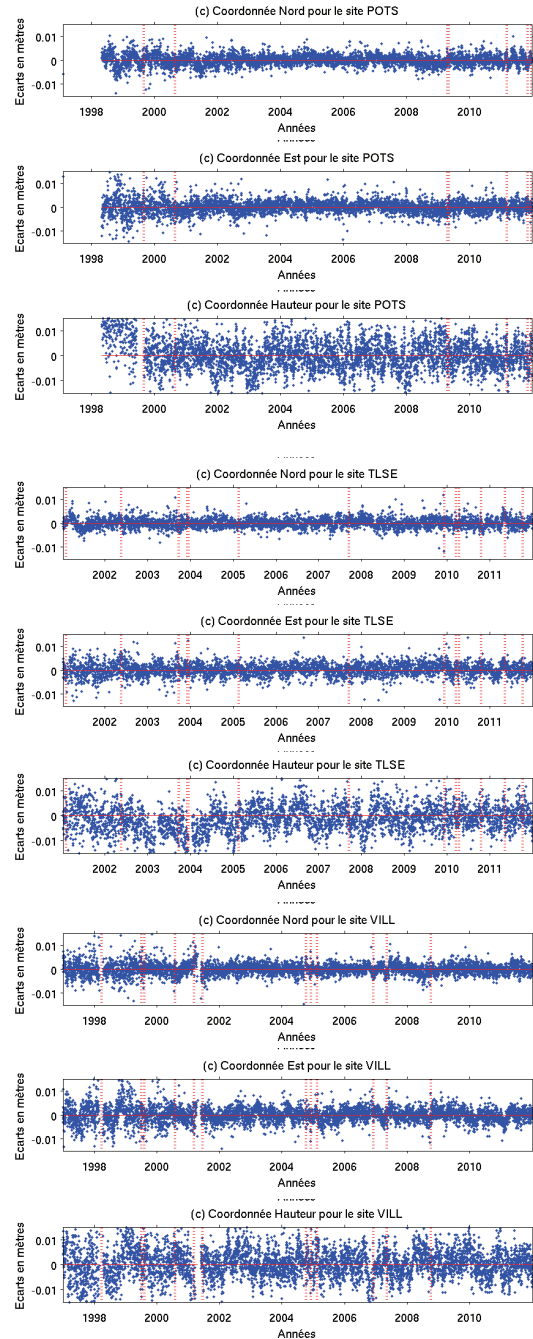 (c) Coordonnée Nord pour le site POTS
Ecarts en mètres
0.01
0
-0.01
1998 2000 2002 2004 2006 2008 2010
Années
(c) Coordonnée Est pour le site POTS
Ecarts en mètres
0.01
0
-0.01
1998 2000 2002 2004 2006 2008 2010
Années
(c) Coordonnée Hauteur pour le site POTS
Ecarts en mètres
0.01
0
-0.01
1998 2000 2002 2004 2006 2008 2010
Années
(c) Coordonnée Nord pour le site TLSE
Ecarts en mètres
0.01
0
-0.01
2002 2003 2004 2005 2006 2007 2008 2009 2010 2011
Années
(c) Coordonnée Est pour le site TLSE
Ecarts en mètres
0.01
0
-0.01
2002 2003 2004 2005 2006 2007 2008 2009 2010 2011
Années
(c) Coordonnée Hauteur pour le site TLSE
Ecarts en mètres
0.01
0
-0.01
2002 2003 2004 2005 2006 2007 2008 2009 2010 2011
Années
(c) Coordonnée Nord pour le site VILL
Ecarts en mètres
0.01
0
-0.01
1998 2000 2002 2004 2006 2008 2010
Années
(c) Coordonnée Est pour le site VILL
Ecarts en mètres
0.01
0
-0.01
1998 2000 2002 2004 2006 2008 2010
Années
(c) Coordonnée Hauteur pour le site VILL
Ecarts en mètres
0.01
0
-0.01
1998 2000 2002 2004 2006 2008 2010
Années